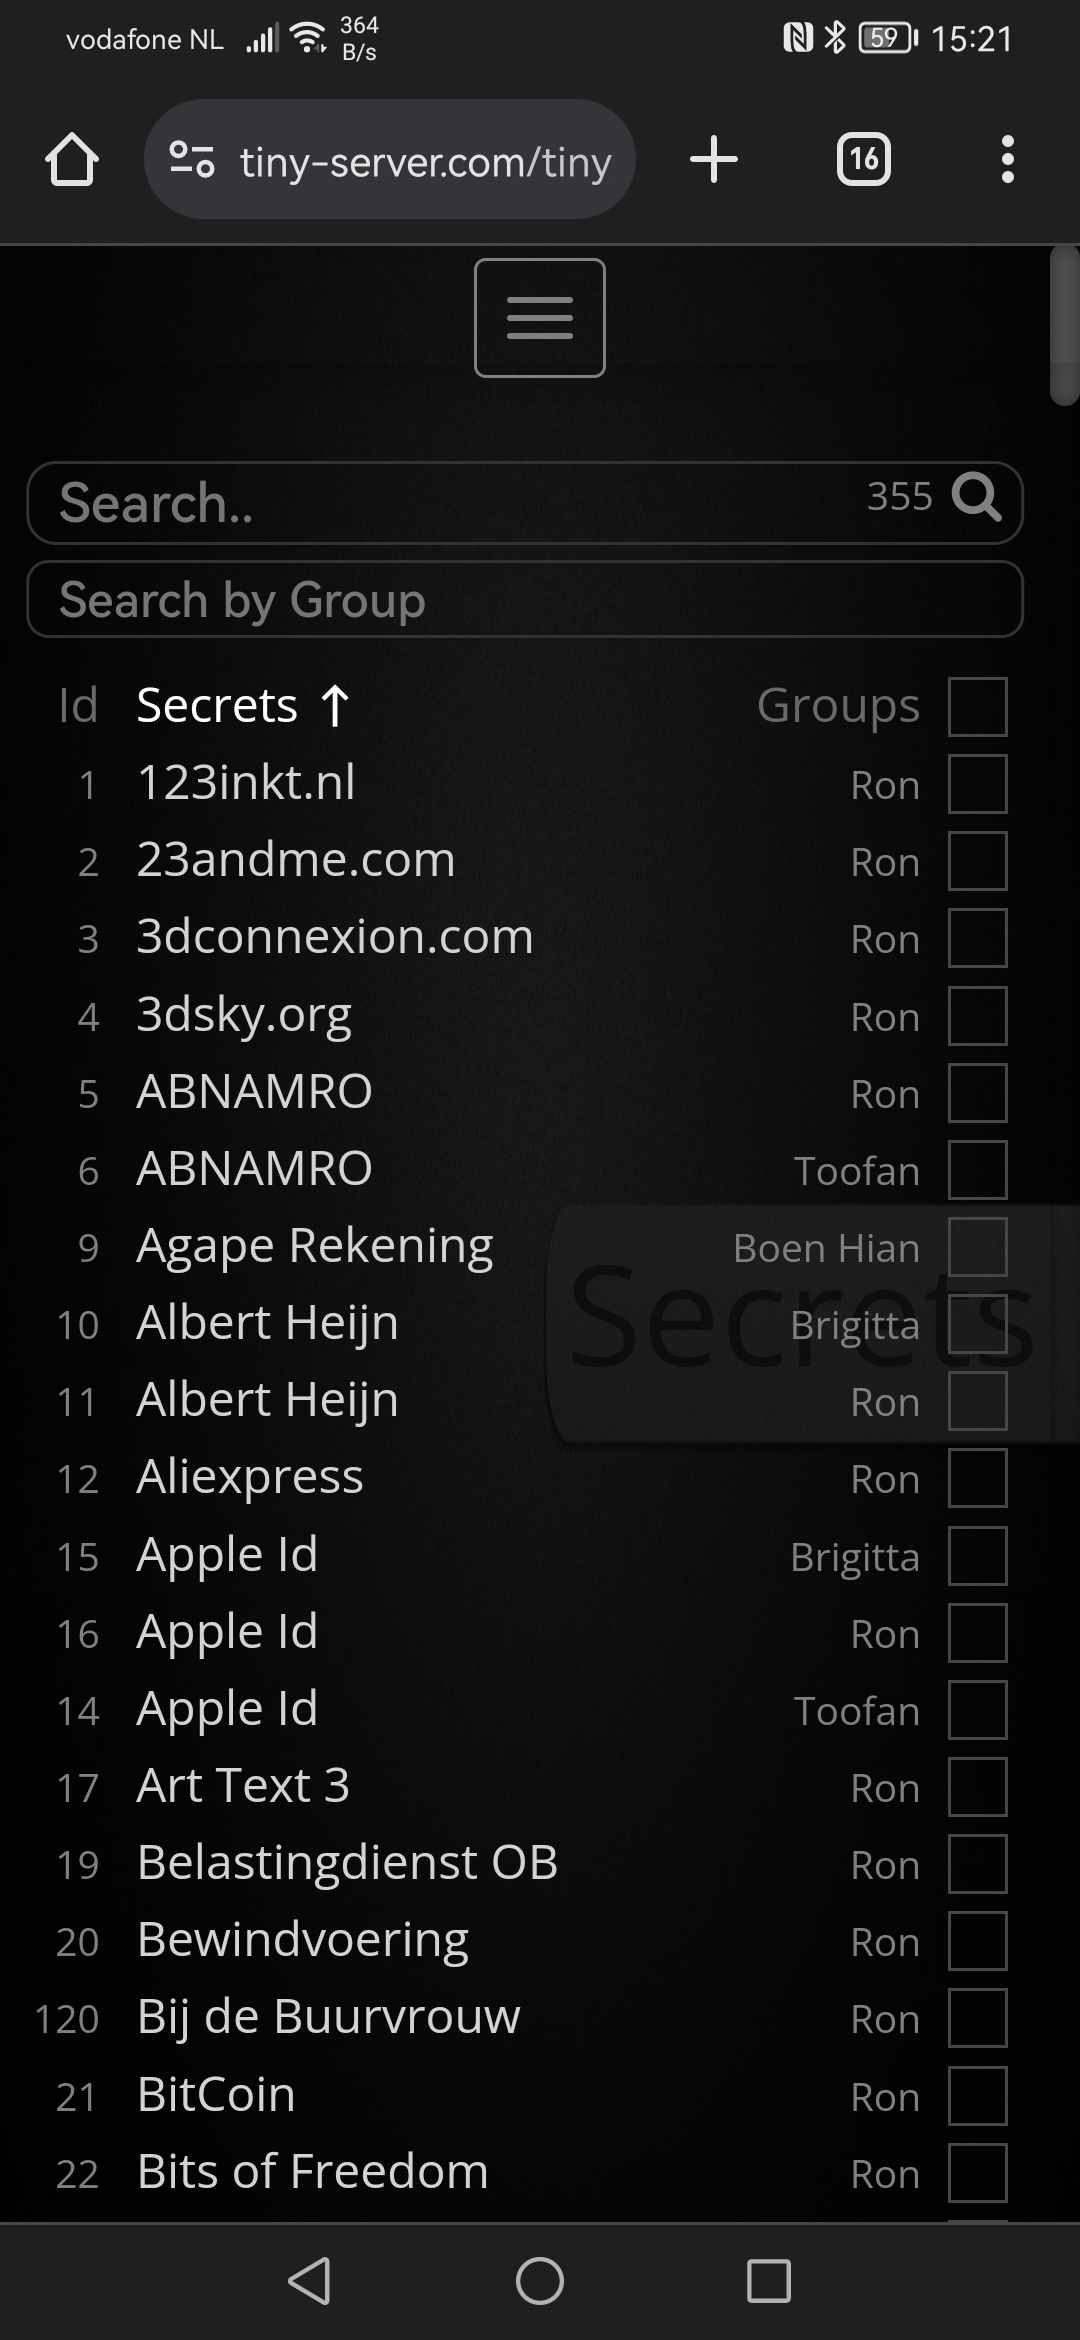 vodafone NL 364 B/s 59 15:21
tiny-server.com/tiny 16
Search.. 355
Search by Group
Id Secrets ↑ Groups
1 123inkt.nl Ron
2 23andme.com Ron
3 3dconnexion.com Ron
4 3dsky.org Ron
5 ABNAMRO Ron
6 ABNAMRO Toofan
9 Agape Rekening Boen Hian
Secrets
10 Albert Heijn Brigitta
11 Albert Heijn Ron
12 Aliexpress Ron
15 Apple Id Brigitta
16 Apple Id Ron
14 Apple Id Toofan
17 Art Text 3 Ron
19 Belastingdienst OB Ron
20 Bewindvoering Ron
120 Bij de Buurvrouw Ron
21 BitCoin Ron
22 Bits of Freedom Ron